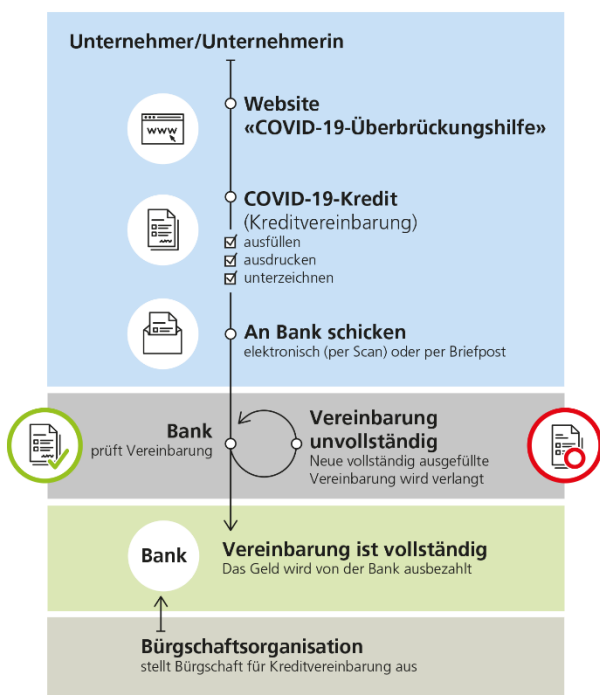 Unternehmer/Unternehmerin
Website
«COVID-19-Überbrückungshilfe»
www
COVID-19-Kredit
(Kreditvereinbarung)
ausfüllen
ausdrucken
unterzeichnen
An Bank schicken
elektronisch (per Scan) oder per Briefpost
Bank
prüft Vereinbarung
Vereinbarung
unvollständig
Neue vollständig ausgefüllte
Vereinbarung wird verlangt
Bank
Vereinbarung ist vollständig
Das Geld wird von der Bank ausbezahlt
Bürgschaftsorganisation
stellt Bürgschaft für Kreditvereinbarung aus